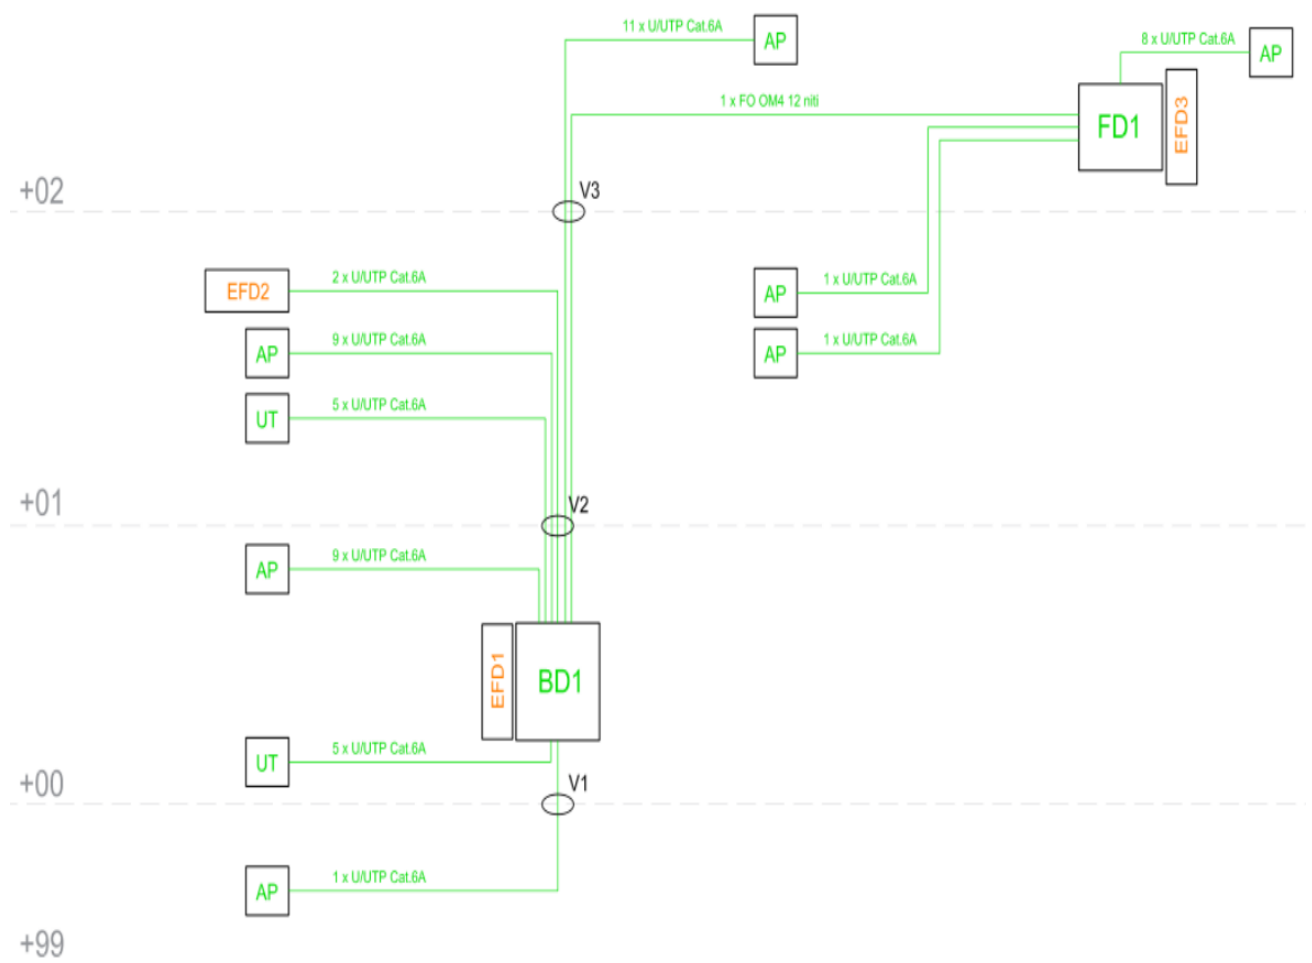 11 x U/UTP Cat.6A
AP
8 x U/UTP Cat.6A
AP
1 x FO OM4 12 niti
FD1
EFD3
+02
V3
EFD2
2 x U/UTP Cat.6A
AP
1 x U/UTP Cat.6A
AP
9 x U/UTP Cat.6A
AP
1 x U/UTP Cat.6A
UT
5 x U/UTP Cat.6A
+01
V2
AP
9 x U/UTP Cat.6A
EFD1
BD1
UT
5 x U/UTP Cat.6A
+00
V1
AP
1 x U/UTP Cat.6A
+99